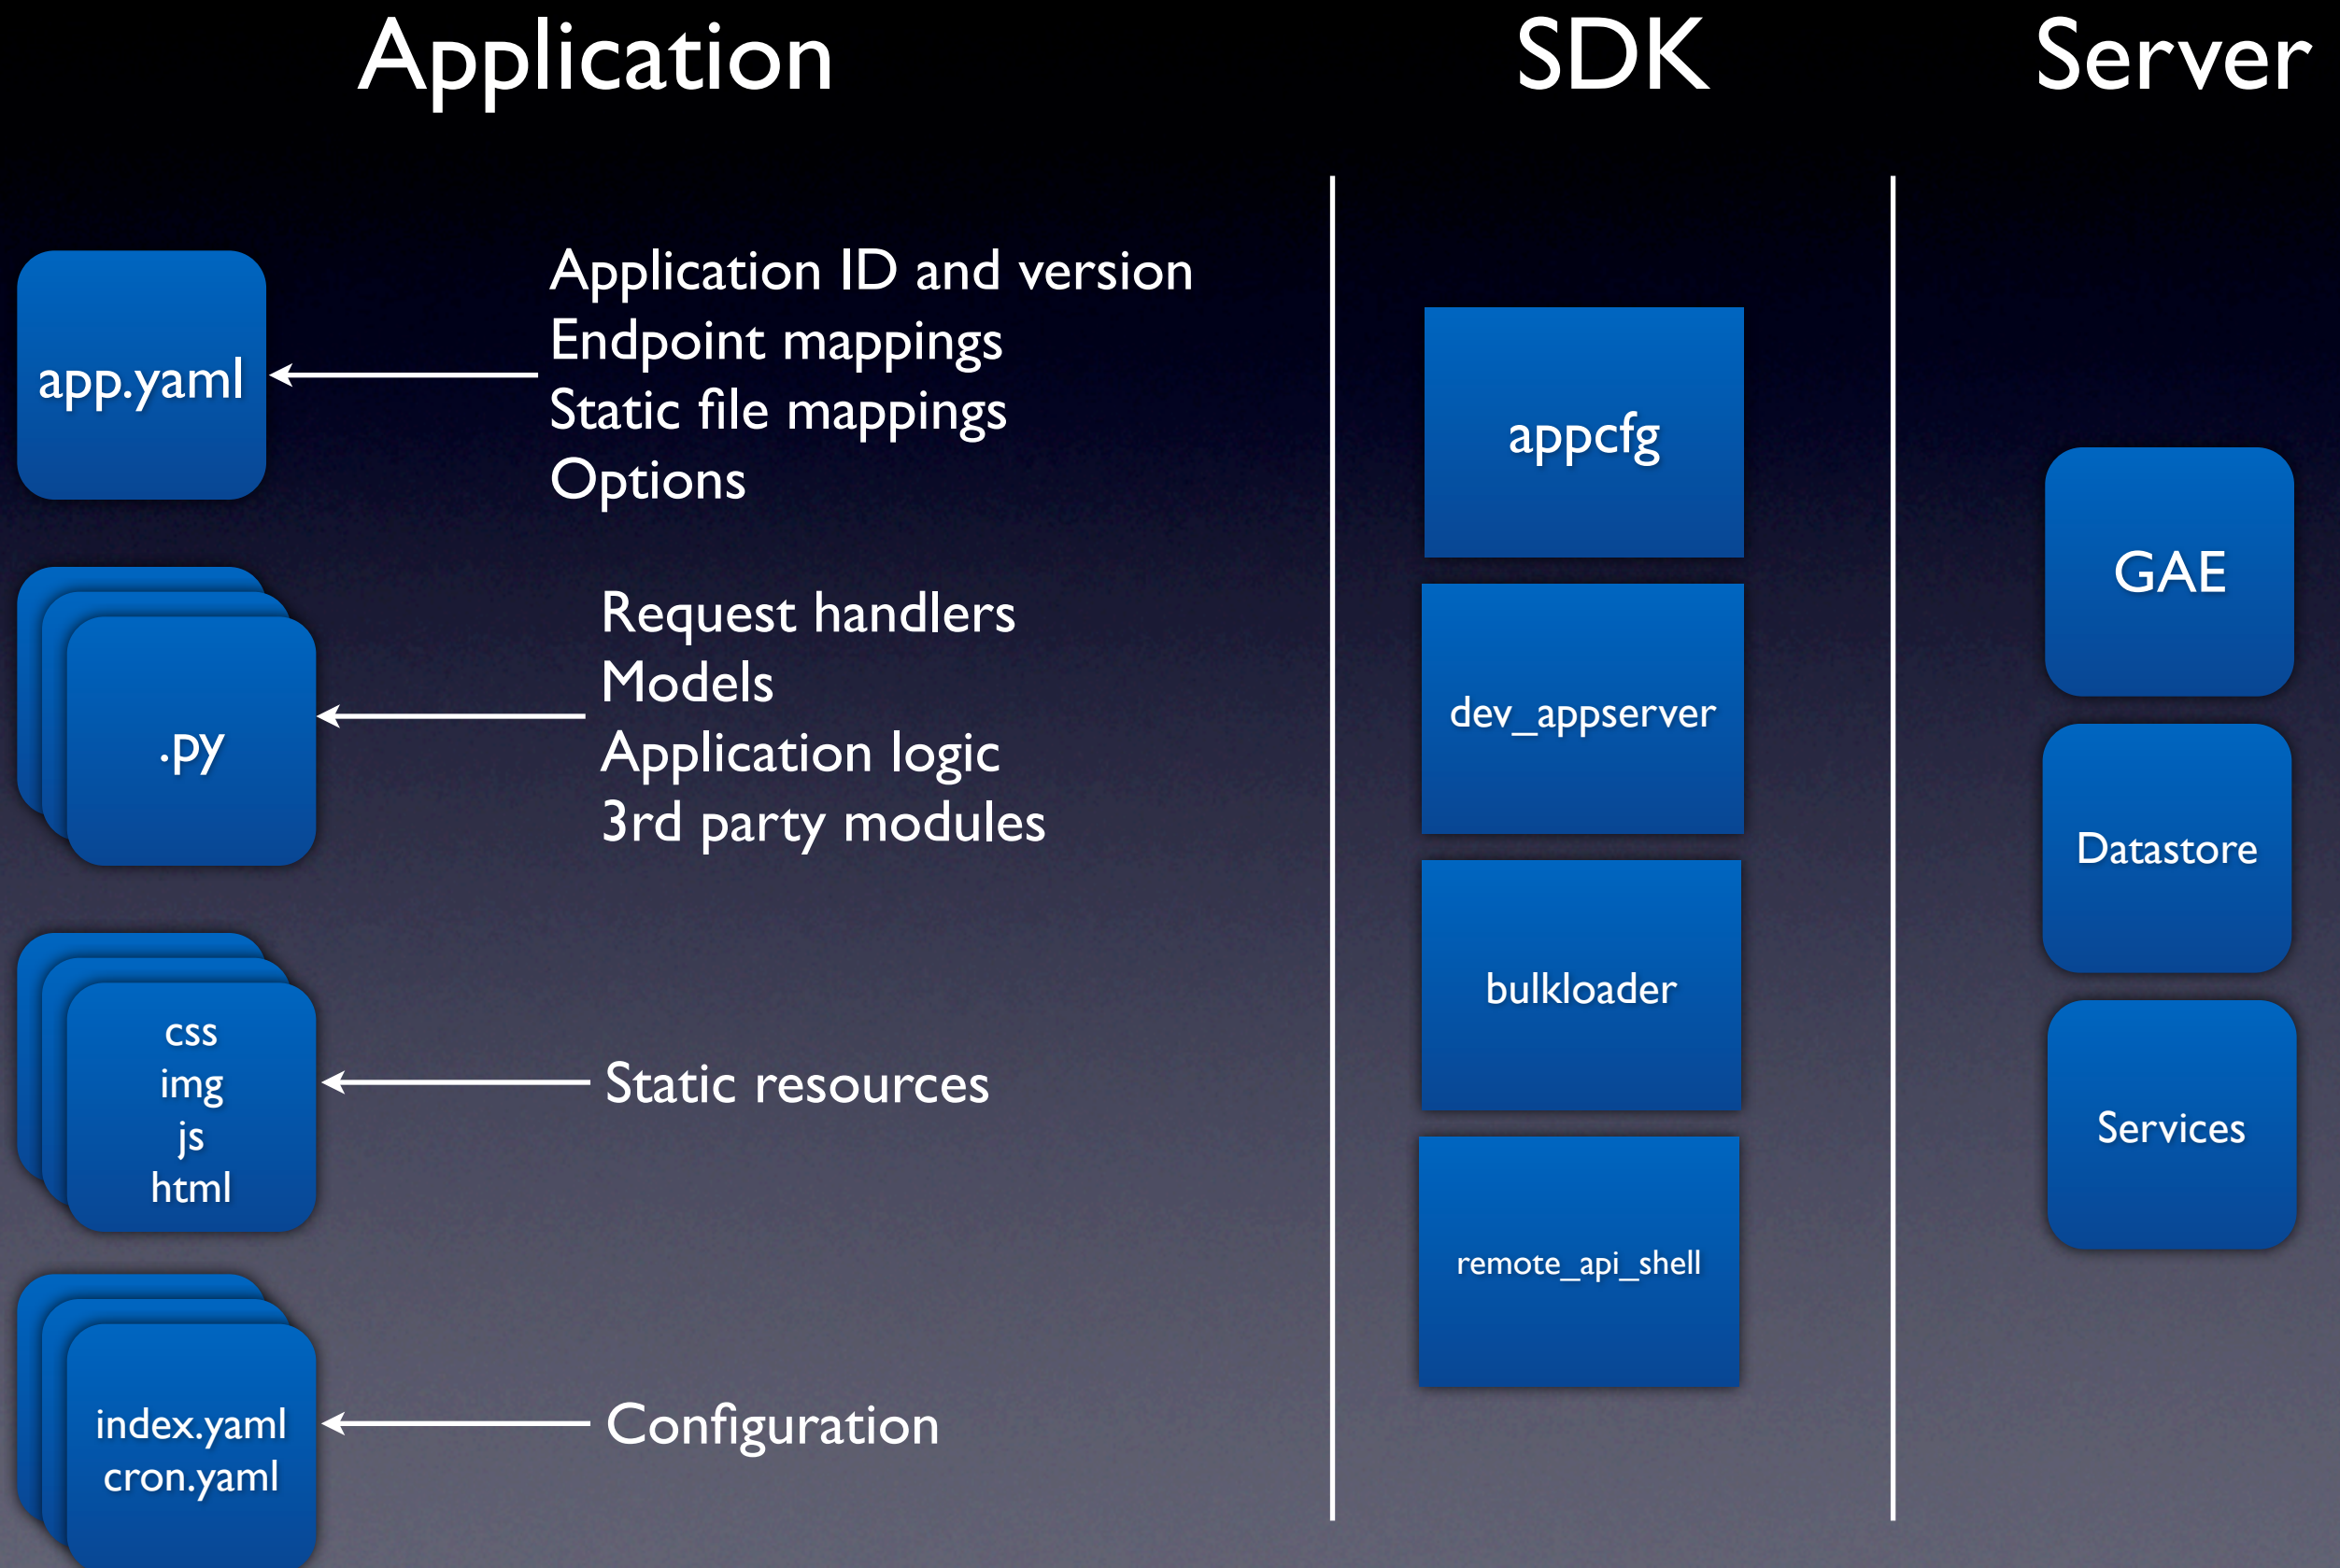 Application
SDK
Server
app.yaml
Application ID and version
Endpoint mappings
Static file mappings
Options
.py
Request handlers
Models
Application logic
3rd party modules
css
img
js
html
Static resources
index.yaml
cron.yaml
Configuration
appcfg
dev_appserver
bulkloader
remote_api_shell
GAE
Datastore
Services